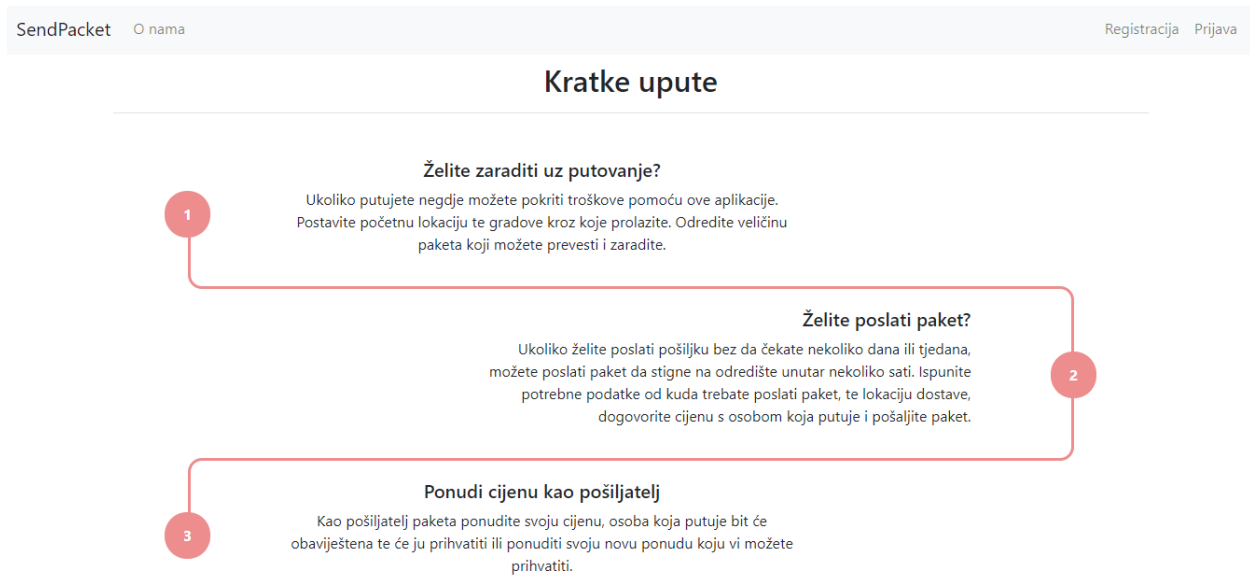 SendPacket O nama Registracija Prijava
Kratke upute
Želite zaraditi uz putovanje?
1
Ukoliko putujete negdje možete pokriti troškove pomoću ove aplikacije.
Postavite početnu lokaciju te gradove kroz koje prolazite. Odredite veličinu
paketa koji možete prevesti i zaradite.
Želite poslati paket?
Ukoliko želite poslati pošiljku bez da čekate nekoliko dana ili tjedana,
možete poslati paket da stigne na odredište unutar nekoliko sati. Ispunite
2
potrebne podatke od kuda trebate poslati paket, te lokaciju dostave,
dogovorite cijenu s osobom koja putuje i pošaljite paket.
Ponudi cijenu kao pošiljatelj
Kao pošiljatelj paketa ponudite svoju cijenu, osoba koja putuje bit će
3
obaviještena te će ju prihvatiti ili ponuditi svoju novu ponudu koju vi možete
prihvatiti.